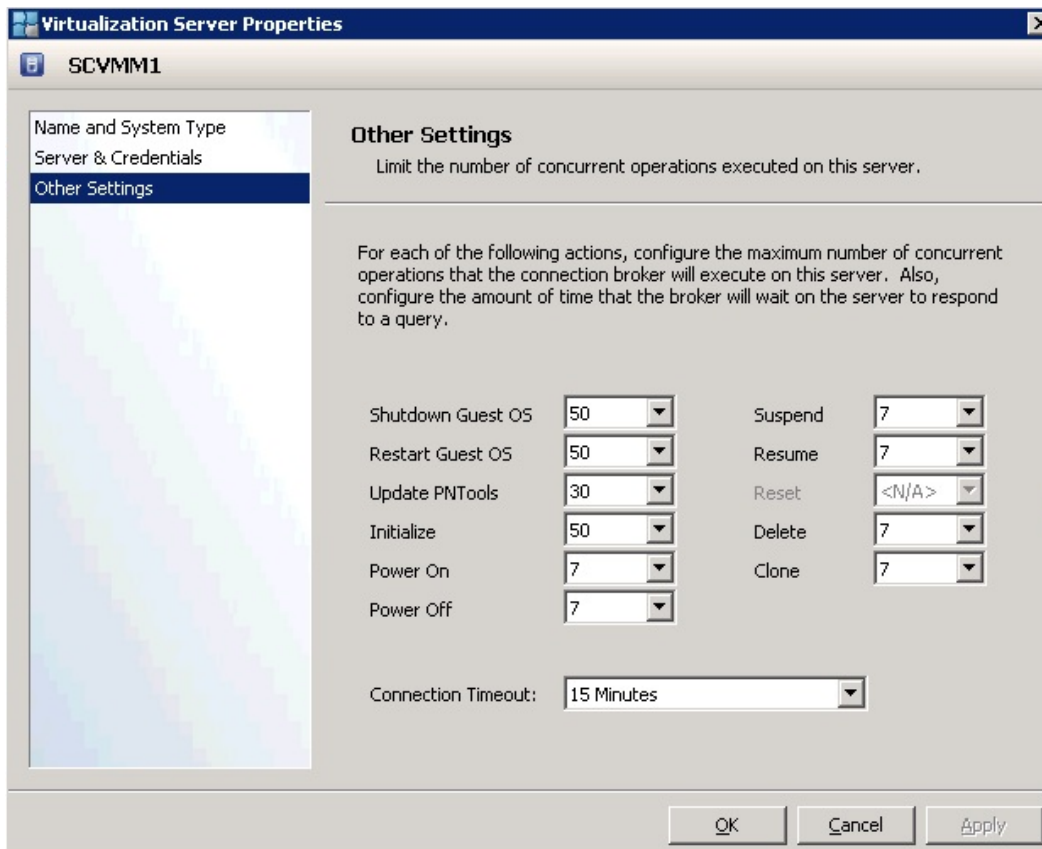 Virtualization Server Properties
SCVMM1
Name and System Type
Server & Credentials
Other Settings
Other Settings
Limit the number of concurrent operations executed on this server.
For each of the following actions, configure the maximum number of concurrent
operations that the connection broker will execute on this server. Also,
configure the amount of time that the broker will wait on the server to respond
to a query.
Shutdown Guest OS 50 Suspend 7
Restart Guest OS 50 Resume 7
Update PNTools 30 Reset <N/A>
Initialize 50 Delete 7
Power On 7 Clone 7
Power Off 7
Connection Timeout: 15 Minutes
OK Cancel Apply